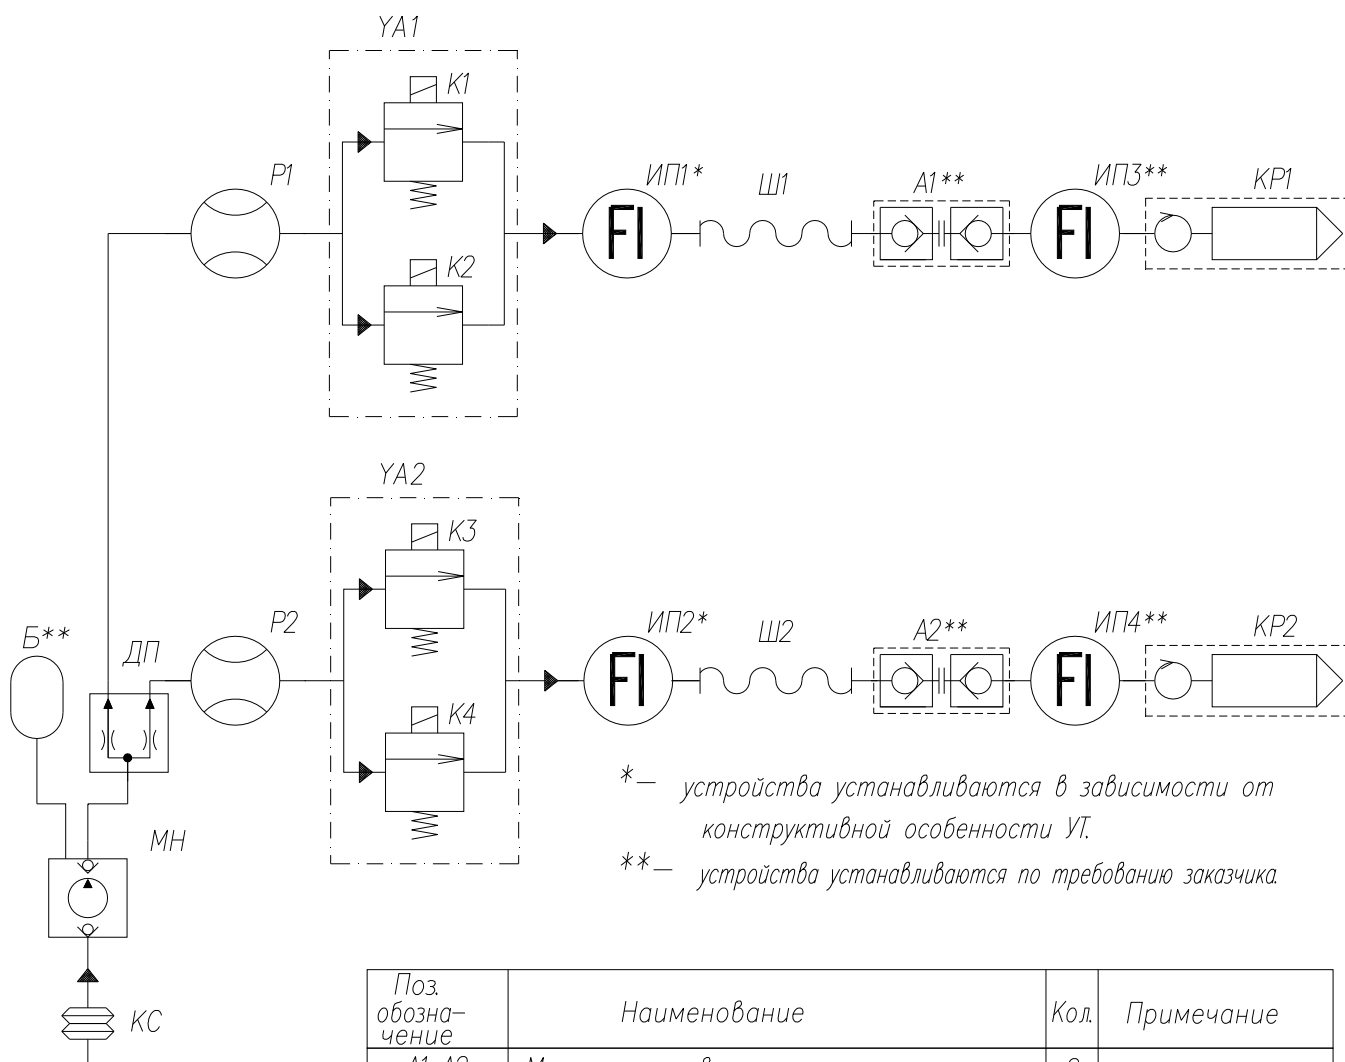 YA1
K1
P1
ИП1*
Ш1
A1**
ИП3**
KP1
FI
FI
K2
YA2
K3
Б**
ДП
P2
ИП2*
Ш2
A2**
ИП4**
KP2
FI
FI
K4
МН
*— устройства устанавливаются в зависимости от
конструктивной особенности УТ.
**— устройства устанавливаются по требованию заказчика.
КС
Поз.
обозна-
чение
Наименование
Кол.
Примечание